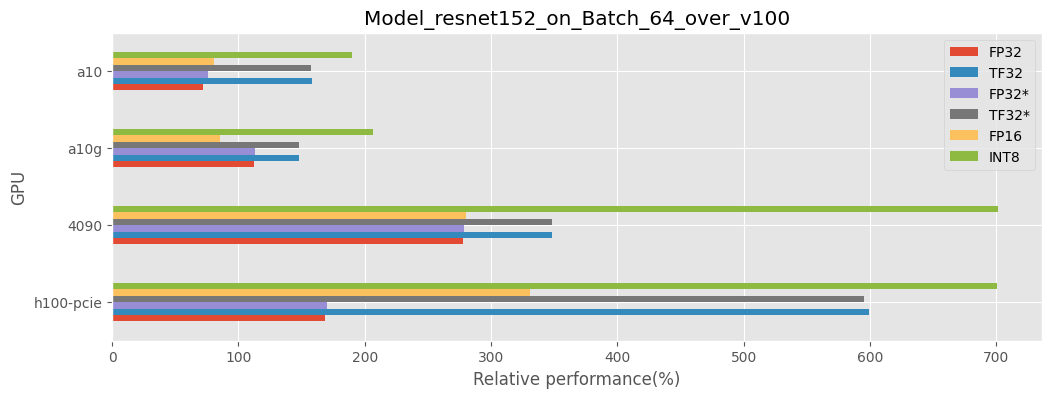 Model_resnet152_on_Batch_64_over_v100
FP32
TF32
FP32*
TF32*
FP16
INT8
a10
a10g
4090
h100-pcie
GPU
0 100 200 300 400 500 600 700
Relative performance(%)